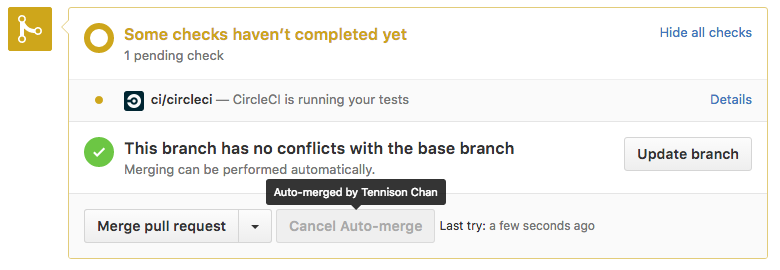 Some checks haven't completed yet
Hide all checks
1 pending check
ci/circleci — CircleCI is running your tests
Details
This branch has no conflicts with the base branch
Merging can be performed automatically.
Update branch
Auto-merged by Tennison Chan
Merge pull request
Cancel Auto-merge
Last try: a few seconds ago